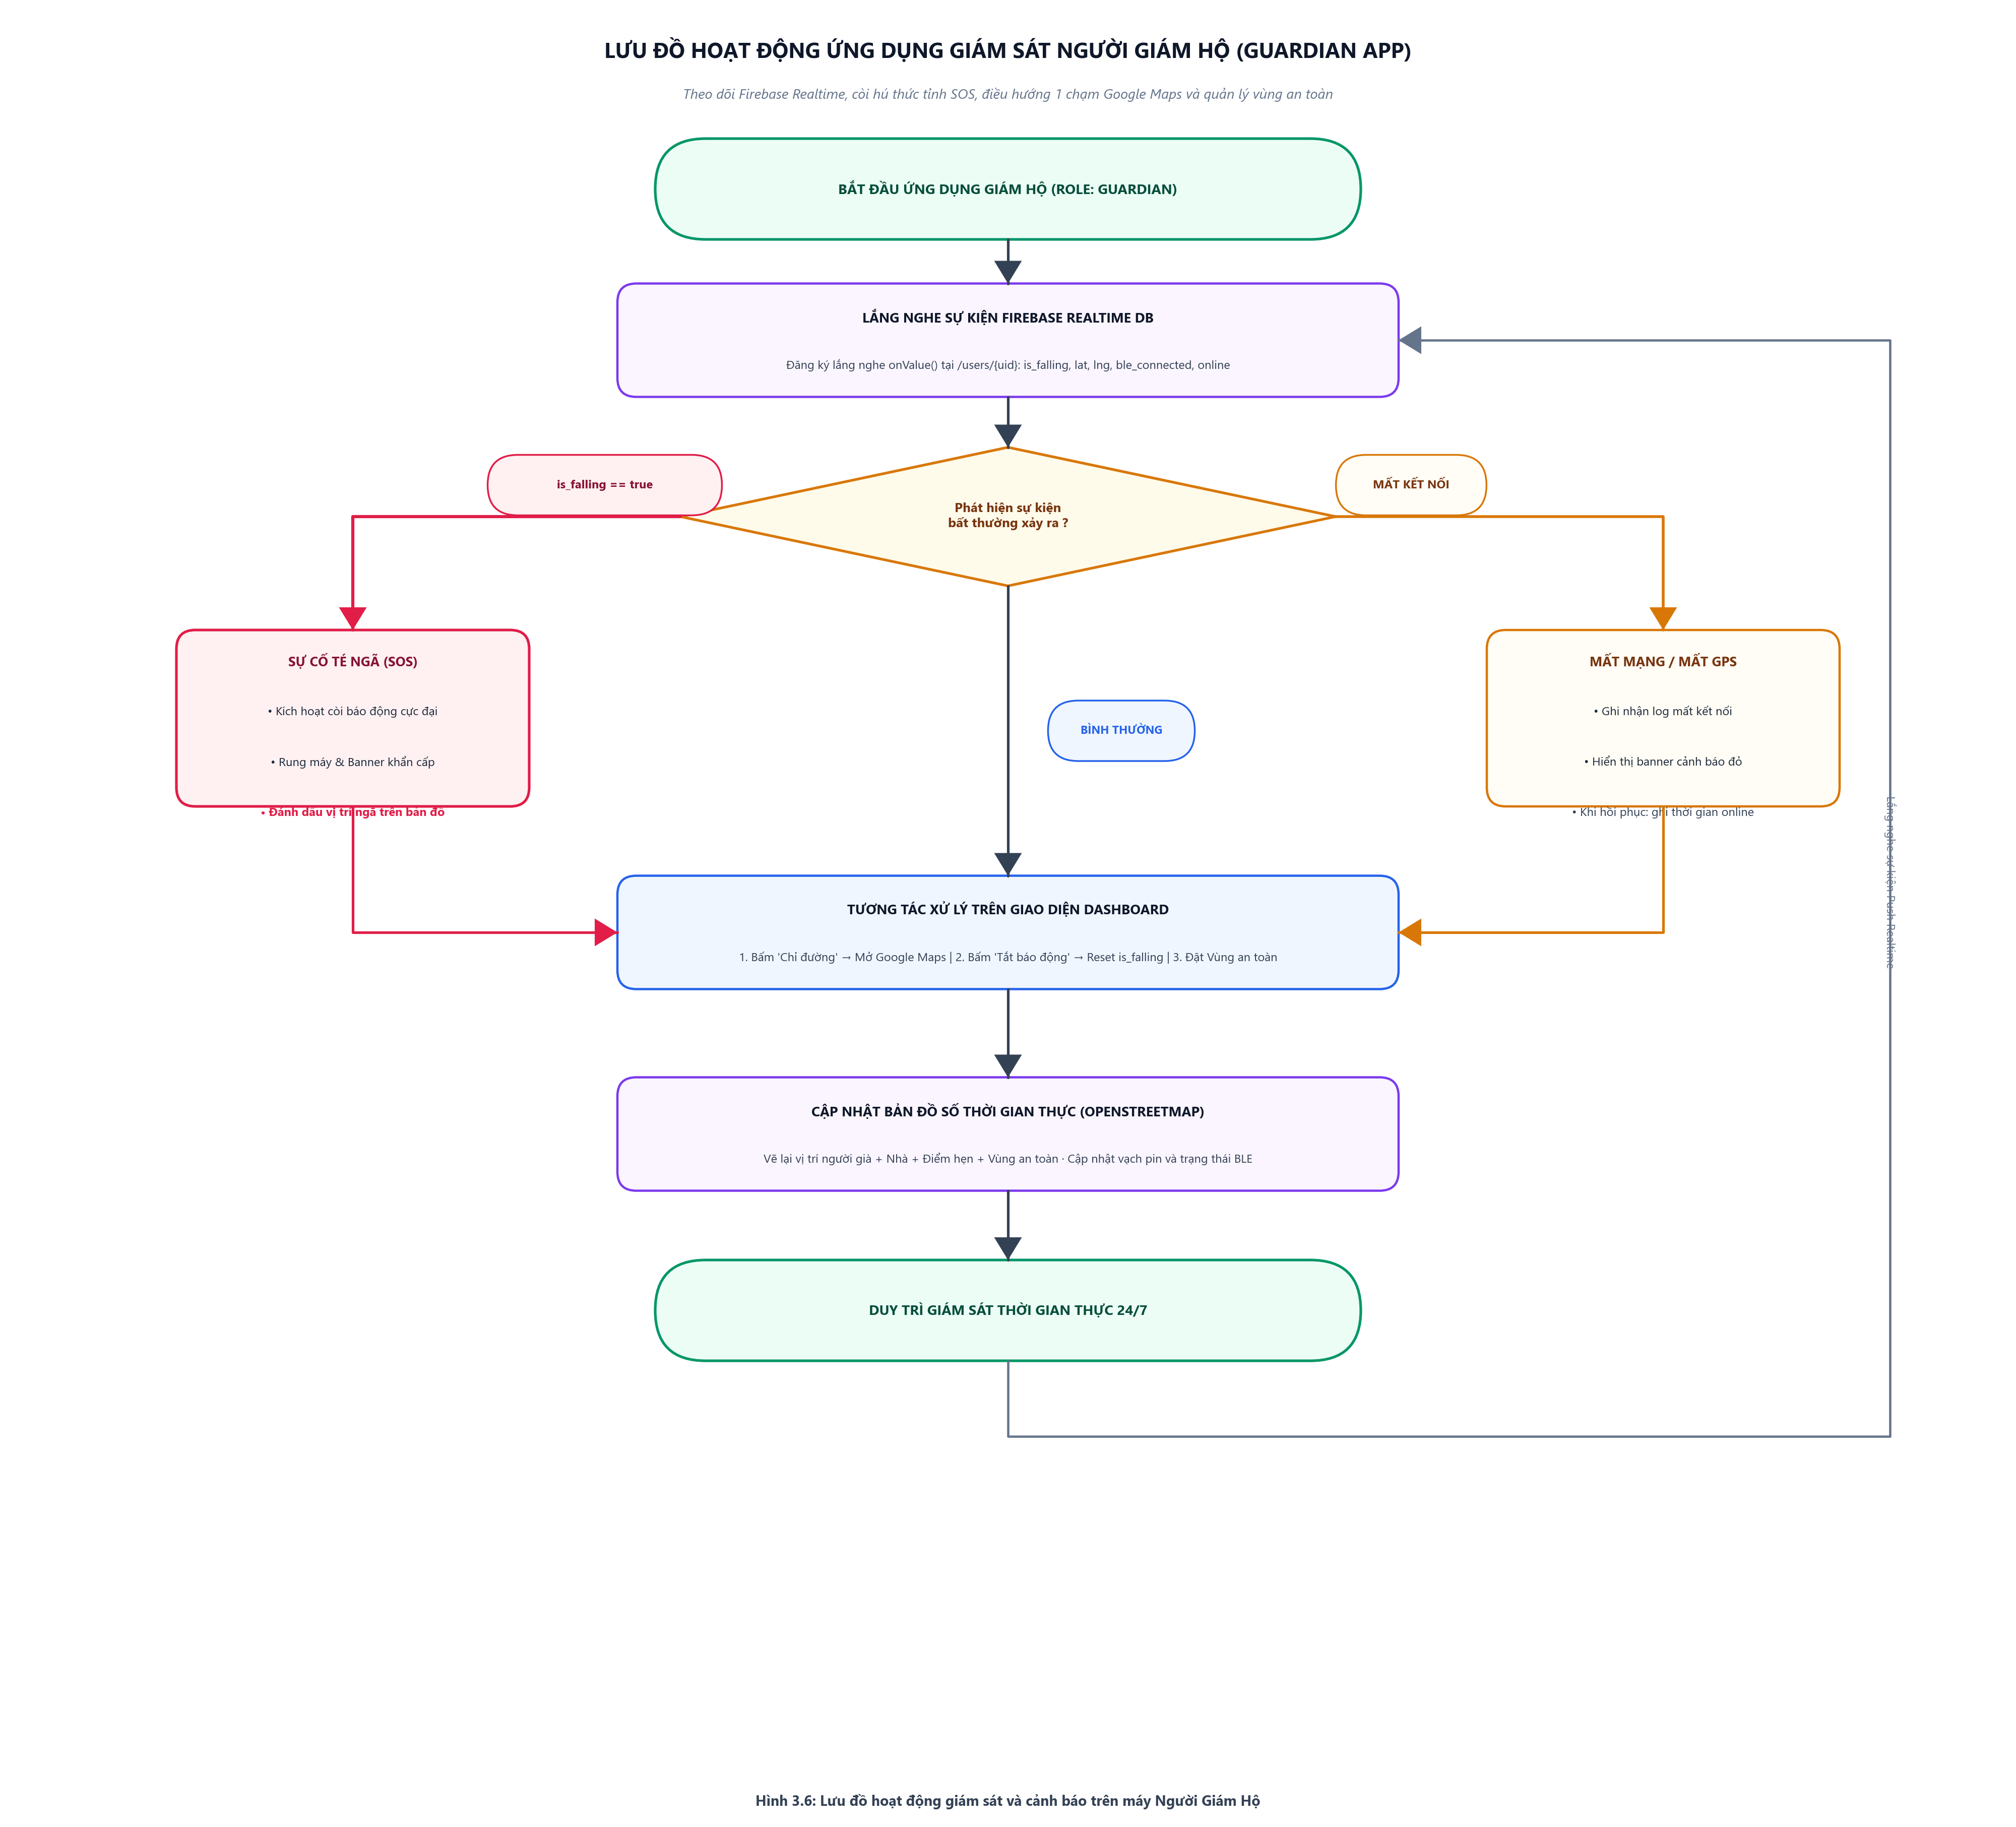 LƯU ĐỒ HOẠT ĐỘNG ỨNG DỤNG GIÁM SÁT NGƯỜI GIÁM HỘ (GUARDIAN APP)
Theo dõi Firebase Realtime, còi hú thức tỉnh SOS, điều hướng 1 chạm Google Maps và quản lý vùng an toàn
BẮT ĐẦU ỨNG DỤNG GIÁM HỘ (ROLE: GUARDIAN)
LẮNG NGHE SỰ KIỆN FIREBASE REALTIME DB
Đăng ký lắng nghe onValue() tại /users/{uid}: is_falling, lat, lng, ble_connected, online
is_falling == true
MẤT KẾT NỐI
Phát hiện sự kiện
bất thường xảy ra ?
SỰ CỐ TÉ NGÃ (SOS)
• Kích hoạt còi báo động cực đại
• Rung máy & Banner khẩn cấp
• Đánh dấu vị trí ngã trên bản đồ
BÌNH THƯỜNG
MẤT MẠNG / MẤT GPS
• Ghi nhận log mất kết nối
• Hiển thị banner cảnh báo đỏ
• Khi hồi phục: ghi thời gian online
Lắng nghe sự kiện Push Realtime
TƯƠNG TÁC XỬ LÝ TRÊN GIAO DIỆN DASHBOARD
1. Bấm 'Chỉ đường' → Mở Google Maps | 2. Bấm 'Tắt báo động' → Reset is_falling | 3. Đặt Vùng an toàn
CẬP NHẬT BẢN ĐỒ SỐ THỜI GIAN THỰC (OPENSTREETMAP)
Vẽ lại vị trí người già + Nhà + Điểm hẹn + Vùng an toàn · Cập nhật vạch pin và trạng thái BLE
DUY TRÌ GIÁM SÁT THỜI GIAN THỰC 24/7
Hình 3.6: Lưu đồ hoạt động giám sát và cảnh báo trên máy Người Giám Hộ